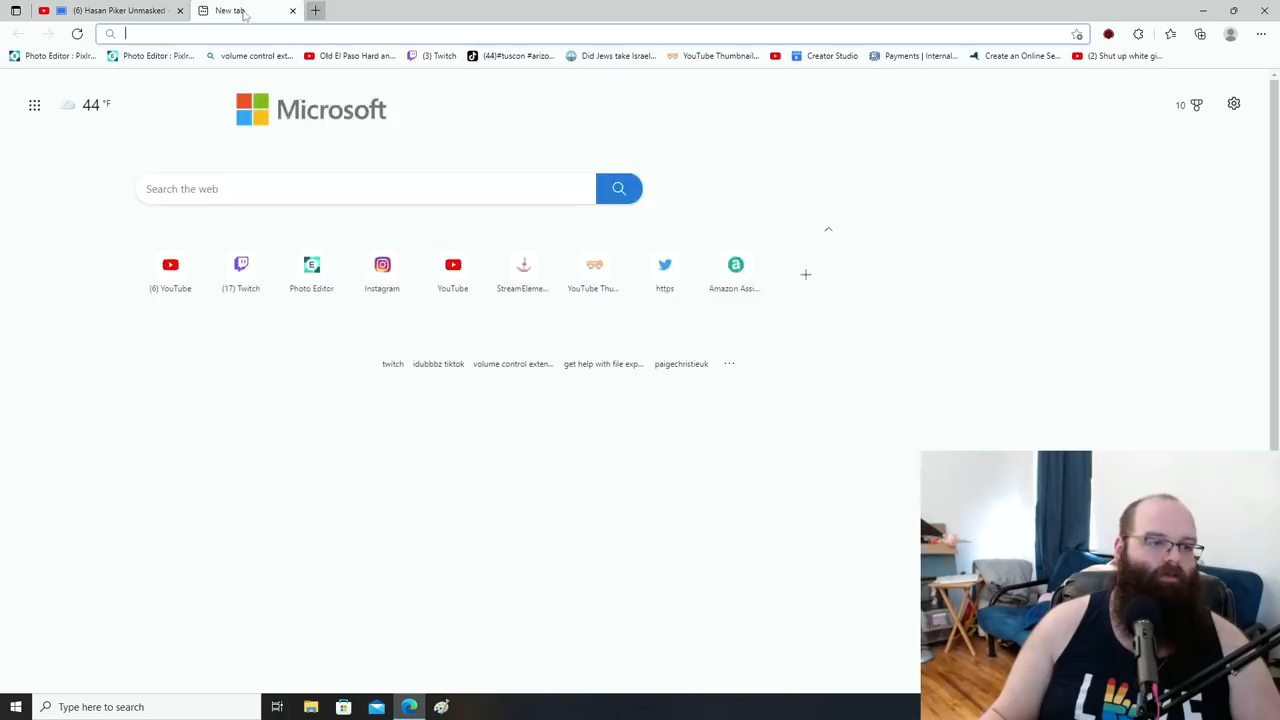 (6) Hasan Piker Unmasked
New tab
Photo Editor : Pixlr...
Photo Editor : Pixlr...
volume control ext...
Old El Paso Hard an...
(3) Twitch
(44)#tuscon #arizo...
Did Jews take Israel...
YouTube Thumbnail...
Creator Studio
Payments | Internal...
Create an Online Se...
(2) Shut up white gi...
44 °F
Microsoft
10
Search the web
(6) YouTube
(17) Twitch
Photo Editor
Instagram
YouTube
StreamEleme...
YouTube Thu...
https
Amazon Assi...
twitch
idubbbz tiktok
volume control exten...
get help with file exp...
paigechristieuk
...
Type here to search